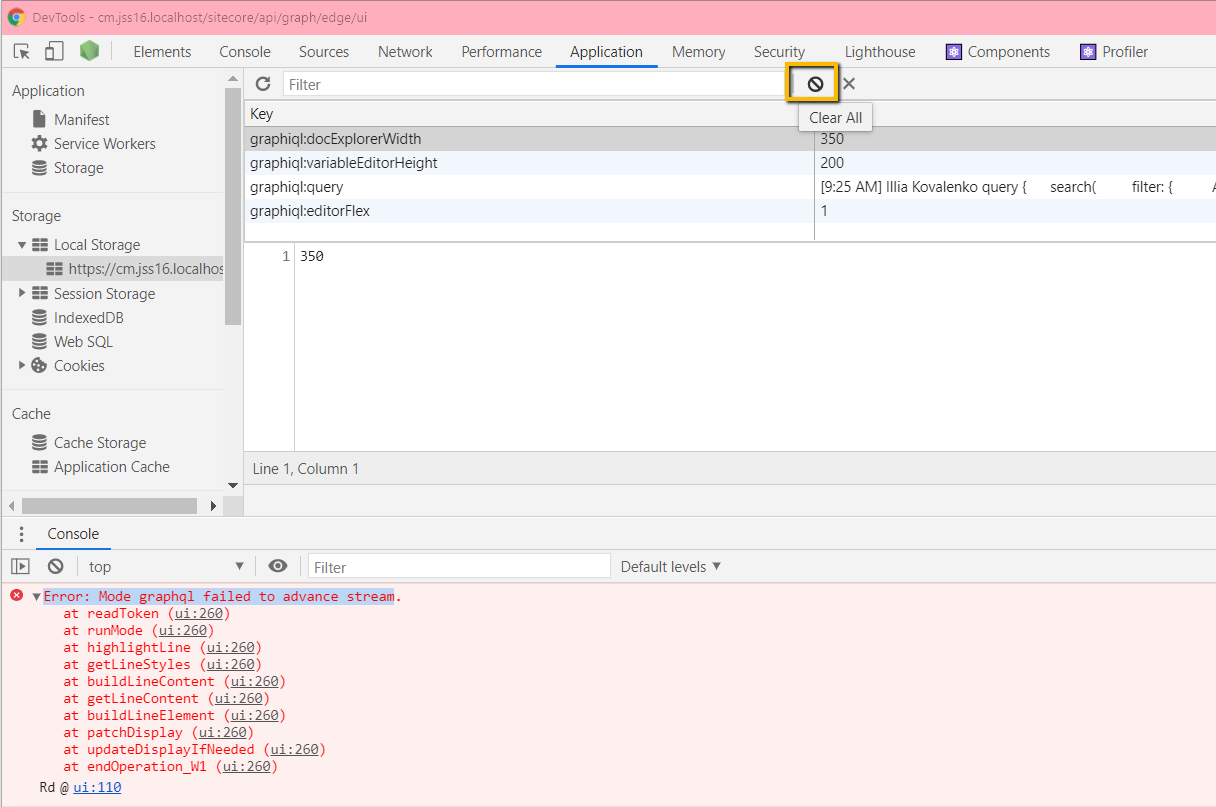 DevTools - cm.jss16.localhost/sitecore/api/graph/edge/ui
Elements Console Sources Network Performance Application Memory Security Lighthouse Components Profiler
Application
Manifest
Service Workers
Storage
Storage
Local Storage
https://cm.jss16.localhos
Session Storage
IndexedDB
Web SQL
Cookies
Cache
Cache Storage
Application Cache
Filter
Clear All
Key
graphiql:docExplorerWidth 350
graphiql:variableEditorHeight 200
graphiql:query [9:25 AM] Illia Kovalenko query { search( filter: { A
graphiql:editorFlex 1
1 350
Line 1, Column 1
Console
top Filter Default levels
Error: Mode graphql failed to advance stream.
at readToken (ui:260)
at runMode (ui:260)
at highlightLine (ui:260)
at getLineStyles (ui:260)
at buildLineContent (ui:260)
at getLineContent (ui:260)
at buildLineElement (ui:260)
at patchDisplay (ui:260)
at updateDisplayIfNeeded (ui:260)
at endOperation_W1 (ui:260)
Rd @ ui:110